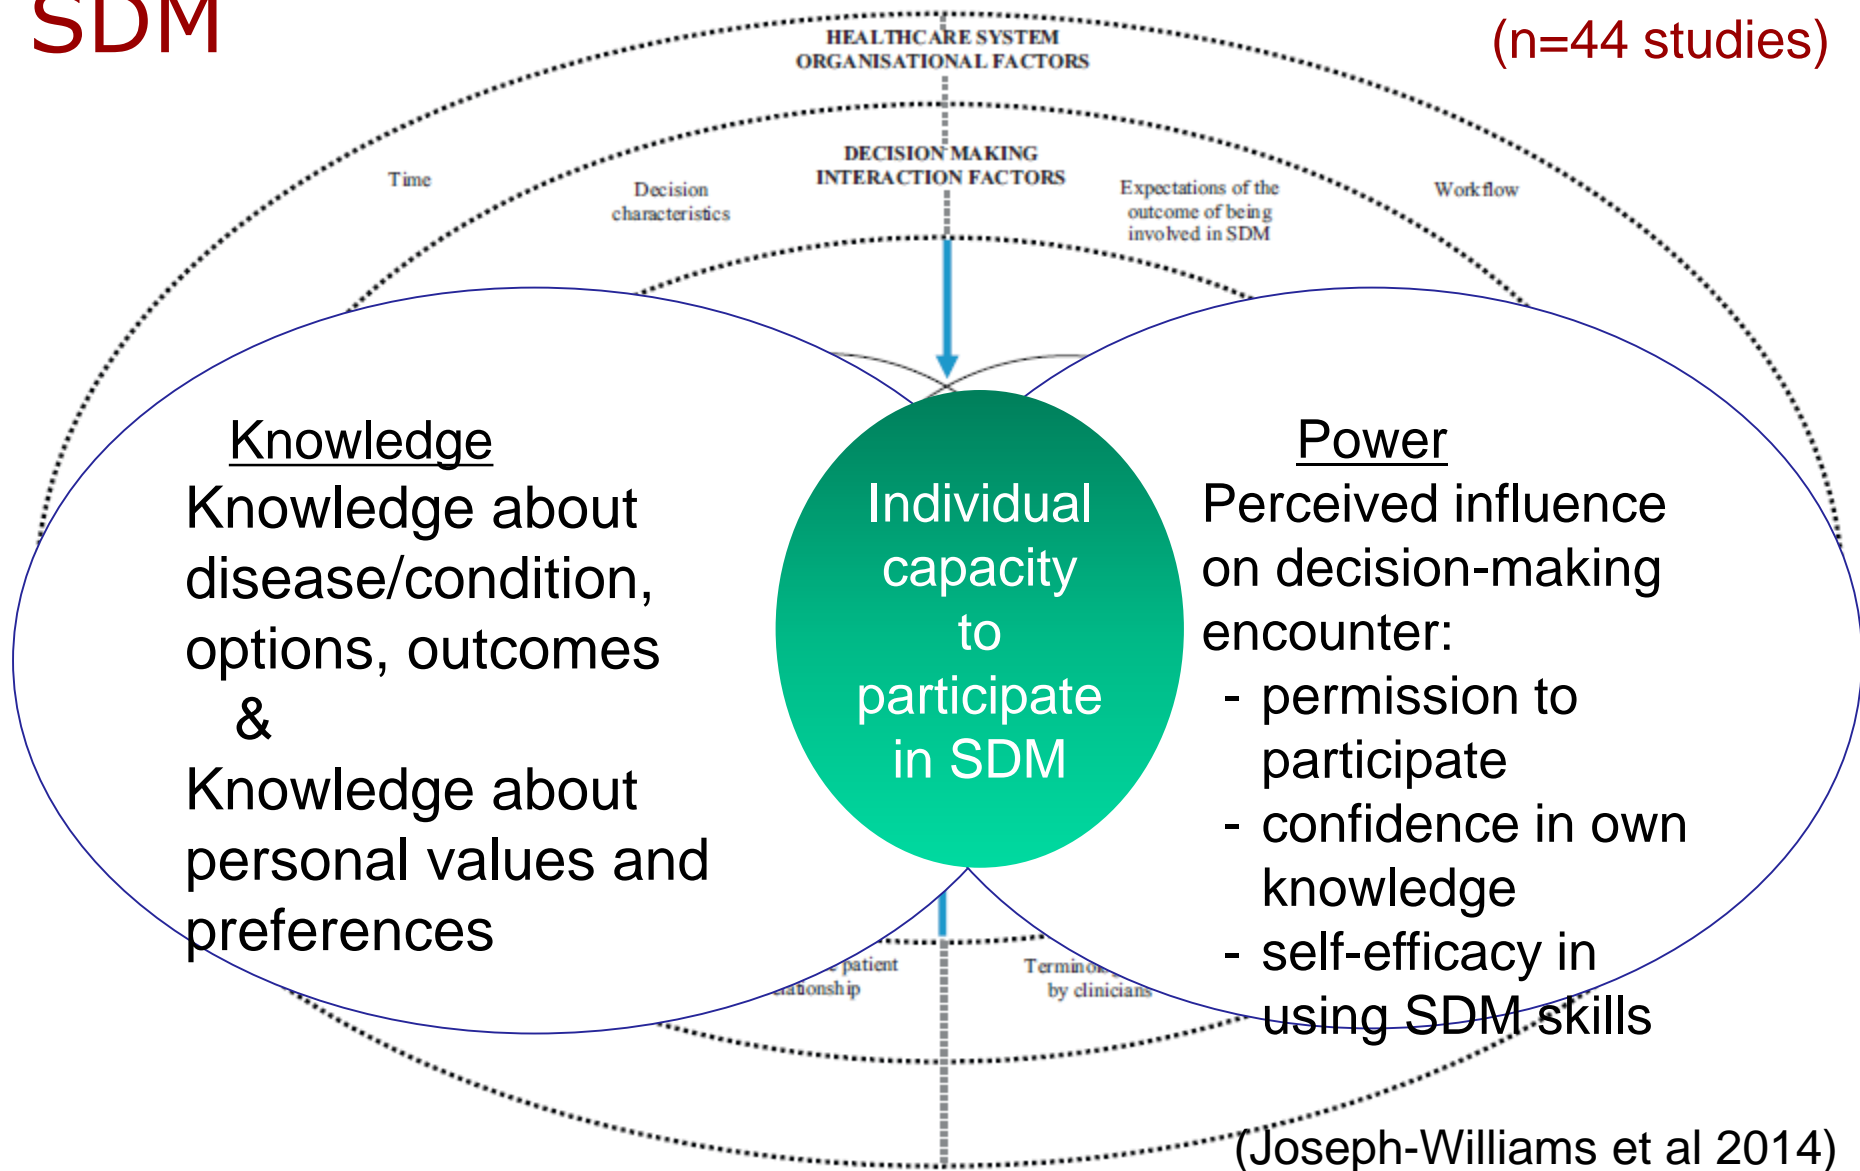 SDM
(n=44 studies)
HEALTHCARE SYSTEM
ORGANISATIONAL FACTORS
DECISION MAKING
INTERACTION FACTORS
Time
Decision
characteristics
Expectations of the
outcome of being
involved in SDM
Workflow
Knowledge
Knowledge about
disease/condition,
options, outcomes
&
Knowledge about
personal values and
preferences
Individual
capacity
to
participate
in SDM
Power
Perceived influence
on decision-making
encounter:
- permission to
participate
- confidence in own
knowledge
- self-efficacy in
using SDM skills
patient
by clinicians
(Joseph-Williams et al 2014)